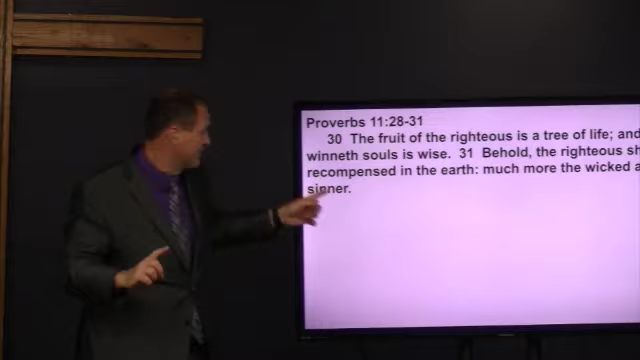 Proverbs 11:28-31
30 The fruit of the righteous is a tree of life; and
winneth souls is wise. 31 Behold, the righteous sh
recompensed in the earth: much more the wicked a
sinner.